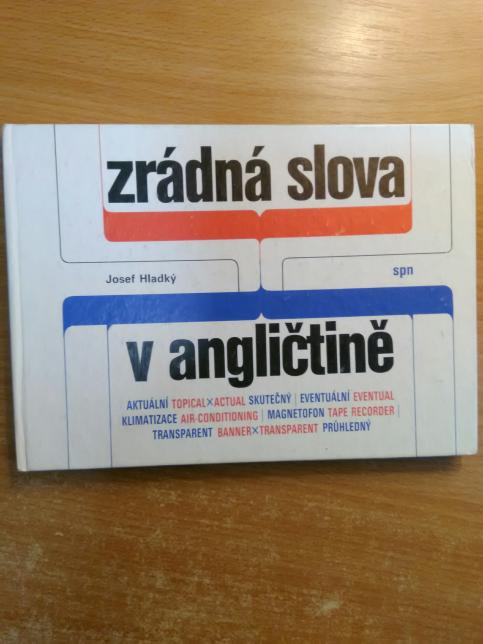 zrádná slova
Josef Hladký
spn
v angličtině
AKTUÁLNÍ TOPICAL×ACTUAL SKUTEČNÝ | EVENTUÁLNÍ EVENTUAL
KLIMATIZACE AIR-CONDITIONING | MAGNETOFON TAPE RECORDER |
TRANSPARENT BANNER×TRANSPARENT PRŮHLEDNÝ